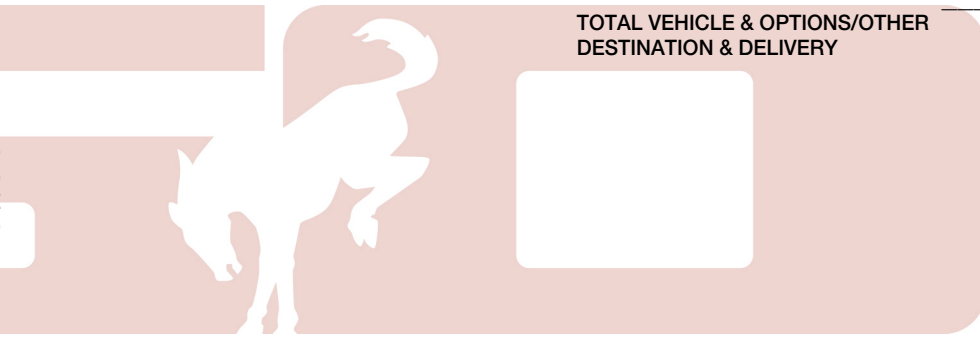 TOTAL VEHICLE & OPTIONS/OTHER
DESTINATION & DELIVERY